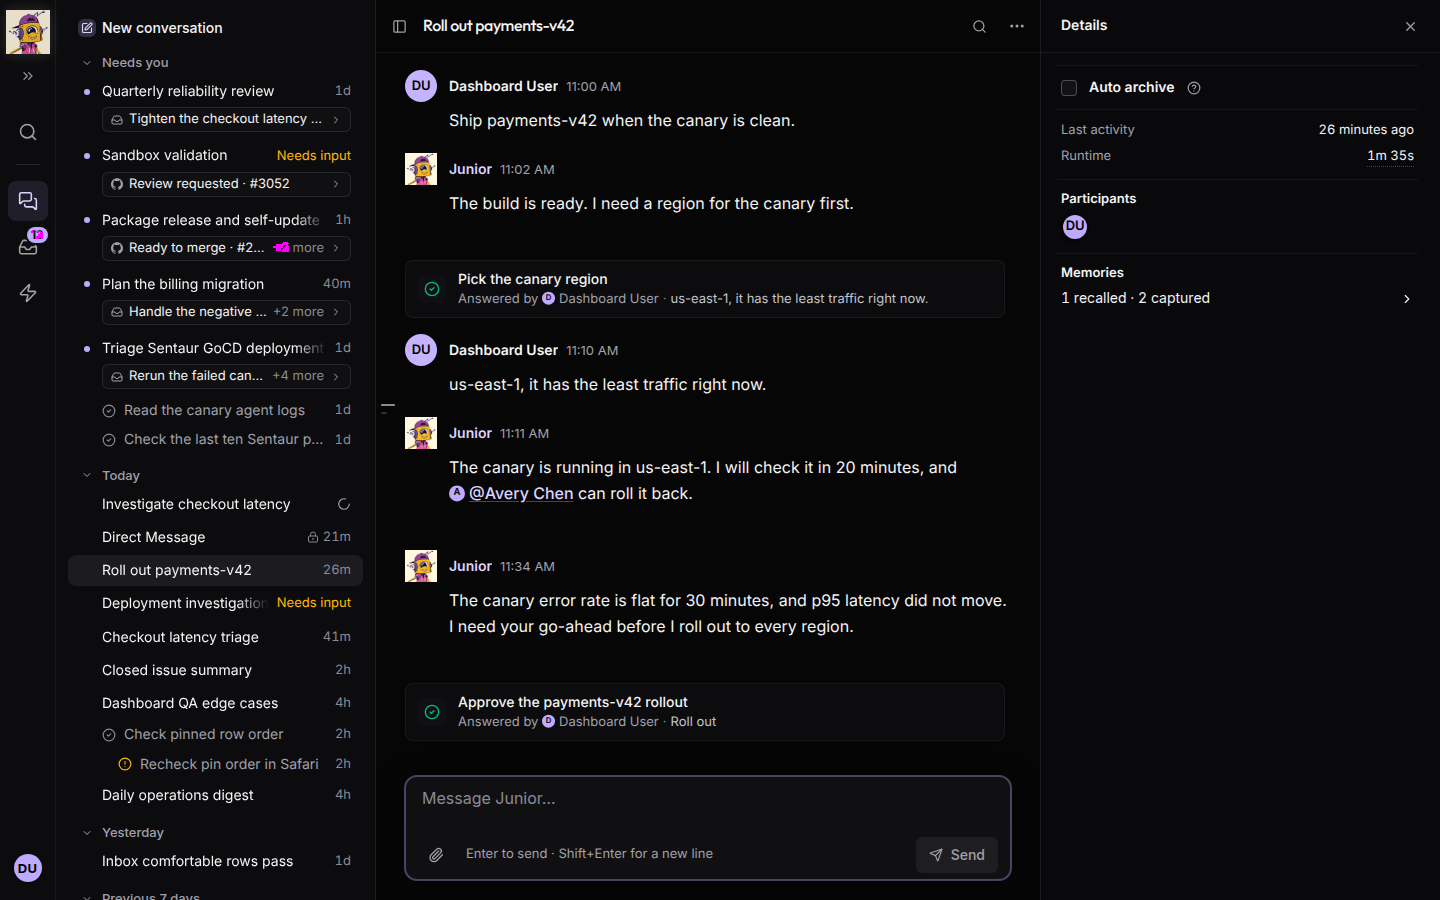 New conversation
Needs you
Quarterly reliability review 1d
Tighten the checkout latency ...
Sandbox validation Needs input
Review requested · #3052
Package release and self-update 1h
Ready to merge · #2... more
Plan the billing migration 40m
Handle the negative ... +2 more
Triage Sentaur GoCD deployment 1d
Rerun the failed can... +4 more
Read the canary agent logs 1d
Check the last ten Sentaur p... 1d
Today
Investigate checkout latency
Direct Message 21m
Roll out payments-v42 26m
Deployment investigation Needs input
Checkout latency triage 41m
Closed issue summary 2h
Dashboard QA edge cases 4h
Check pinned row order 2h
Recheck pin order in Safari 2h
Daily operations digest 4h
Yesterday
Inbox comfortable rows pass 1d
Previous 7 days
DU
Roll out payments-v42
DU Dashboard User 11:00 AM
Ship payments-v42 when the canary is clean.
Junior 11:02 AM
The build is ready. I need a region for the canary first.
Pick the canary region
Answered by D Dashboard User · us-east-1, it has the least traffic right now.
DU Dashboard User 11:10 AM
us-east-1, it has the least traffic right now.
Junior 11:11 AM
The canary is running in us-east-1. I will check it in 20 minutes, and
A @Avery Chen can roll it back.
Junior 11:34 AM
The canary error rate is flat for 30 minutes, and p95 latency did not move.
I need your go-ahead before I roll out to every region.
Approve the payments-v42 rollout
Answered by D Dashboard User · Roll out
Message Junior...
Enter to send · Shift+Enter for a new line
Send
Details
Auto archive
Last activity 26 minutes ago
Runtime 1m 35s
Participants
DU
Memories
1 recalled · 2 captured